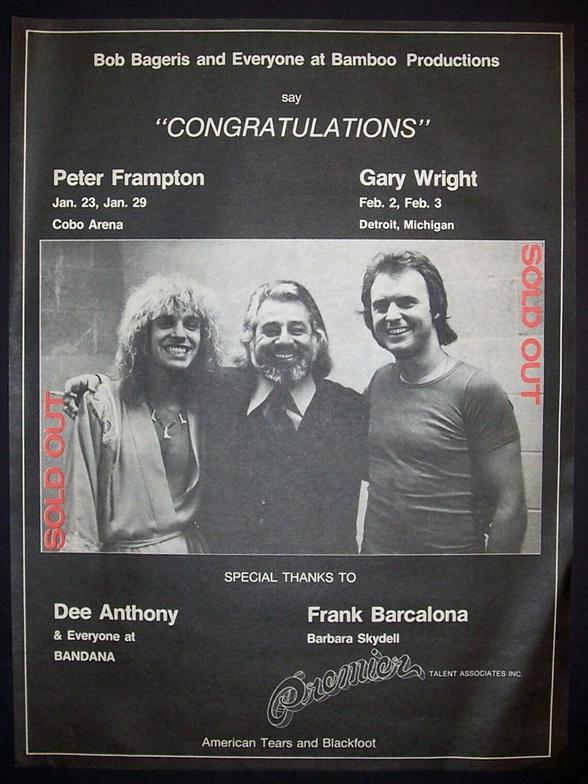 Bob Bageris and Everyone at Bamboo Productions
say
"CONGRATULATIONS"
Peter Frampton
Jan. 23, Jan. 29
Cobo Arena
Gary Wright
Feb. 2, Feb. 3
Detroit, Michigan
SOLD OUT
SOLD OUT
SPECIAL THANKS TO
Dee Anthony
& Everyone at
BANDANA
Frank Barcalona
Barbara Skydell
Premier TALENT ASSOCIATES INC.
American Tears and Blackfoot